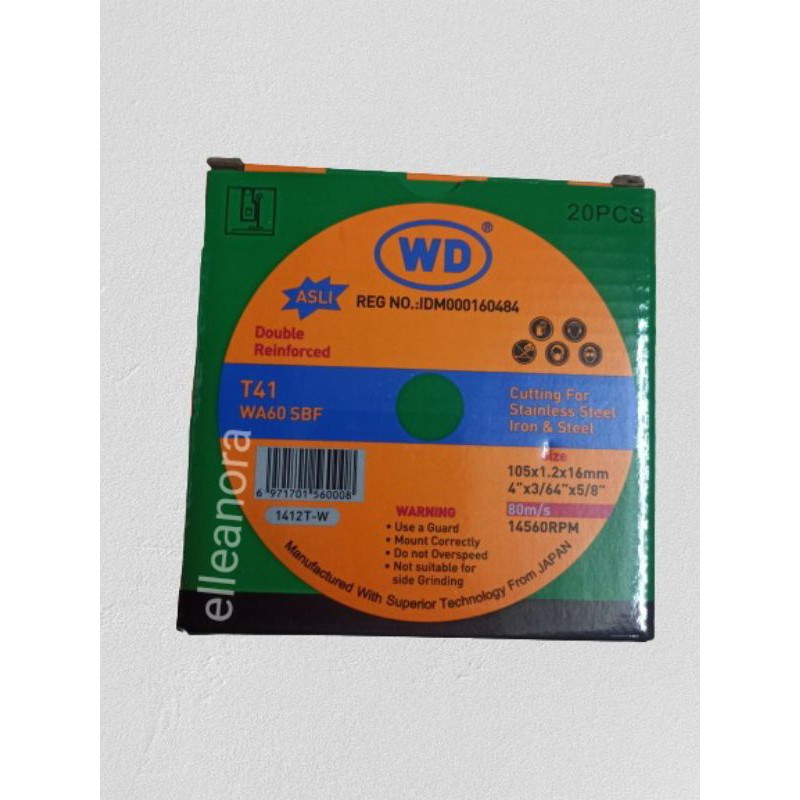 20PCS
WD®
ASLI
REG NO.:IDM000160484
Double
Reinforced
T41
WA60 SBF
Cutting For
Stainless Steel
Iron & Steel
Size
105x1.2x16mm
4"x3/64"x5/8"
80m/s
14560RPM
6 971701 560008
1412T-W
WARNING
• Use a Guard
• Mount Correctly
• Do not Overspeed
• Not suitable for
side Grinding
Manufactured With Superior Technology From JAPAN
elleanora